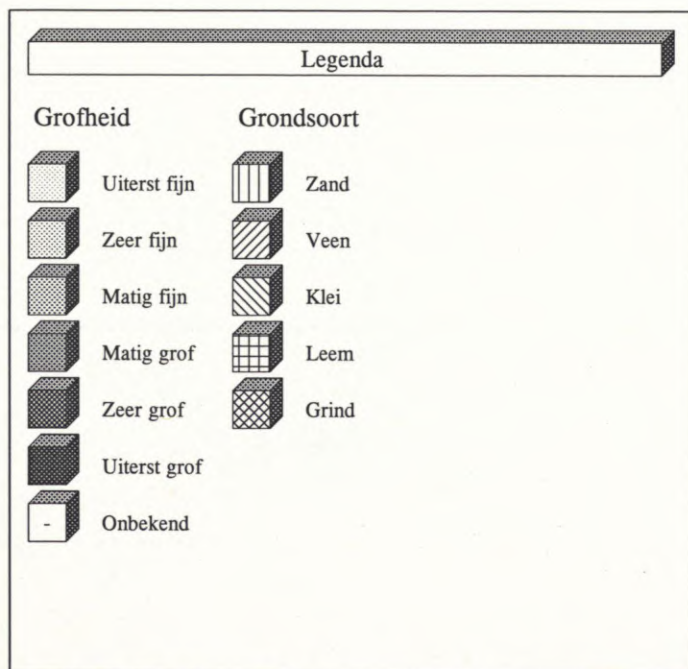 Legenda
Grofheid
Uiterst fijn
Zeer fijn
Matig fijn
Matig grof
Zeer grof
Uiterst grof
- Onbekend
Grondsoort
Zand
Veen
Klei
Leem
Grind